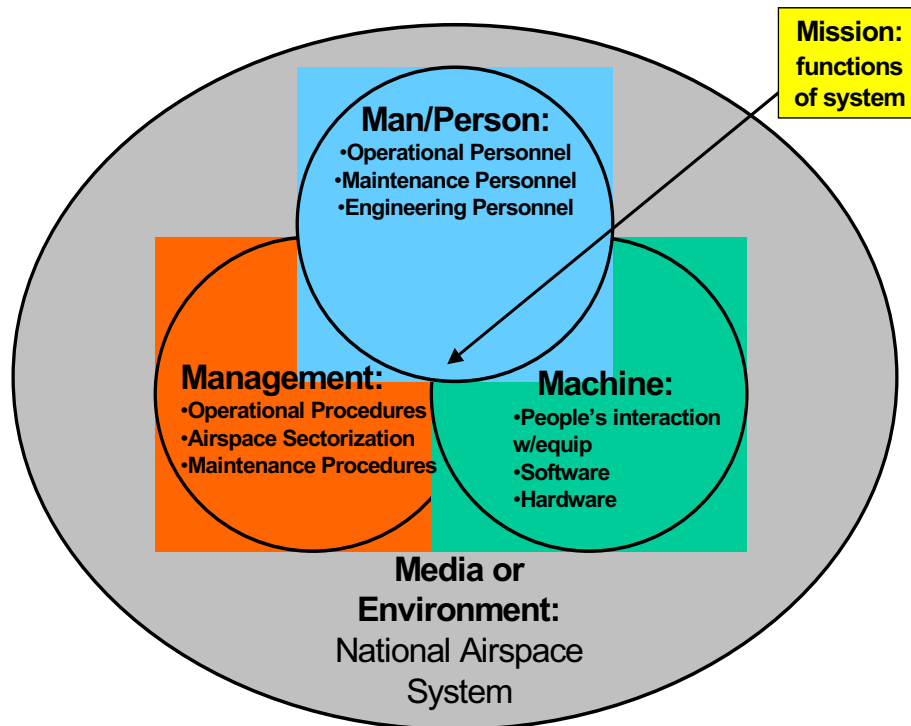 Mission:
functions
of system
Man/Person:
•Operational Personnel
•Maintenance Personnel
•Engineering Personnel
Management:
•Operational Procedures
•Airspace Sectorization
•Maintenance Procedures
Machine:
•People's interaction
w/equip
•Software
•Hardware
Media or
Environment:
National Airspace
System